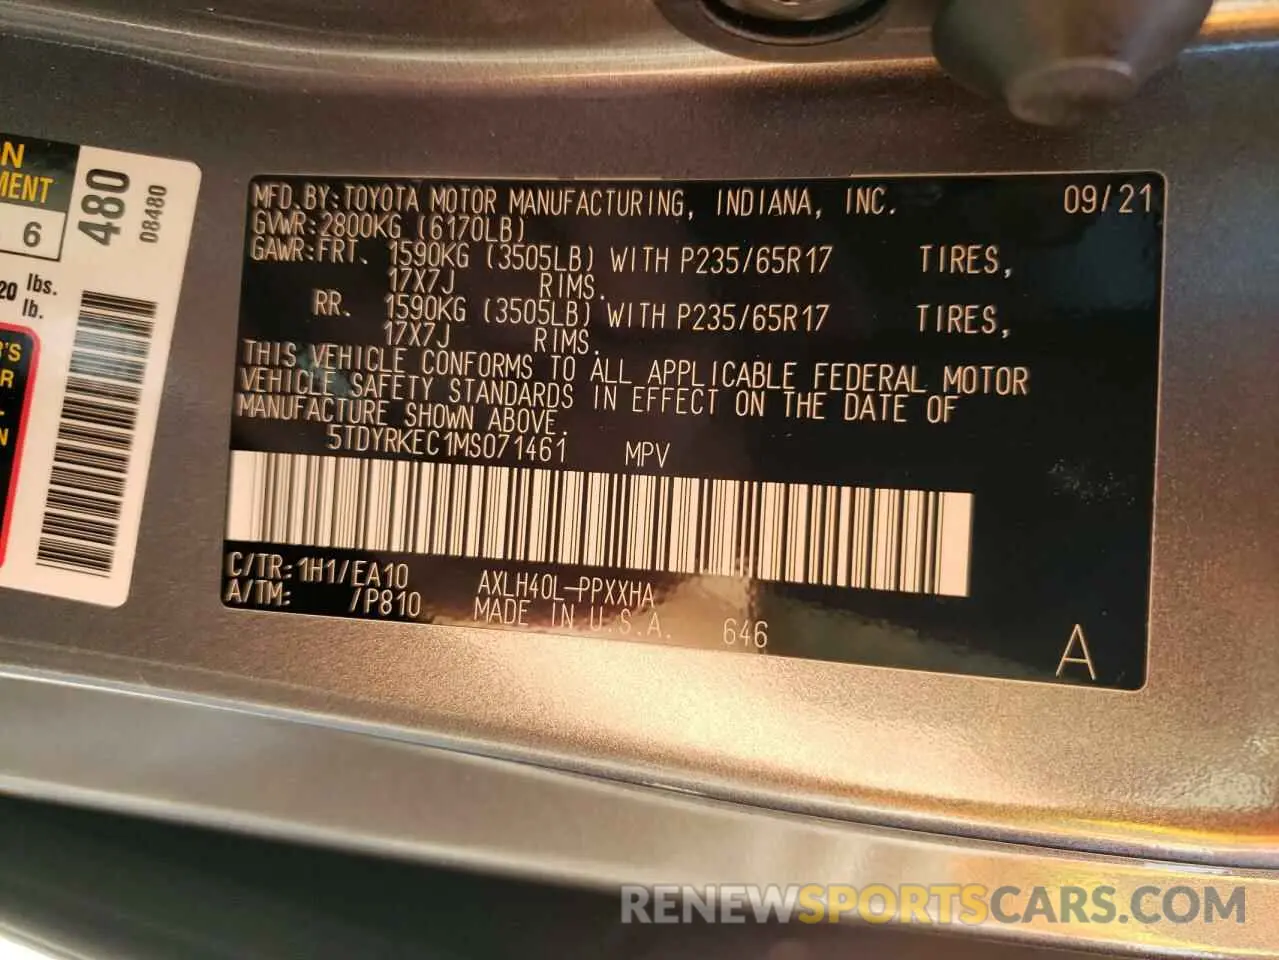 ON
MENT
6
480
08480
20 lbs.
lb.
R'S
R
N
MFD.BY:TOYOTA MOTOR MANUFACTURING, INDIANA, INC. 09/21
GVWR:2800KG (6170LB)
GAWR:FRT. 1590KG (3505LB) WITH P235/65R17 TIRES,
17X7J RIMS.
RR. 1590KG (3505LB) WITH P235/65R17 TIRES,
17X7J RIMS.
THIS VEHICLE CONFORMS TO ALL APPLICABLE FEDERAL MOTOR
VEHICLE SAFETY STANDARDS IN EFFECT ON THE DATE OF
MANUFACTURE SHOWN ABOVE.
5TDYRKEC1MS071461 MPV
C/TR:1H1/EA10 AXLH40L-PPXXHA
A/TM: /P810 MADE IN U.S.A. 646
A
RENEWSPORTSCARS.COM